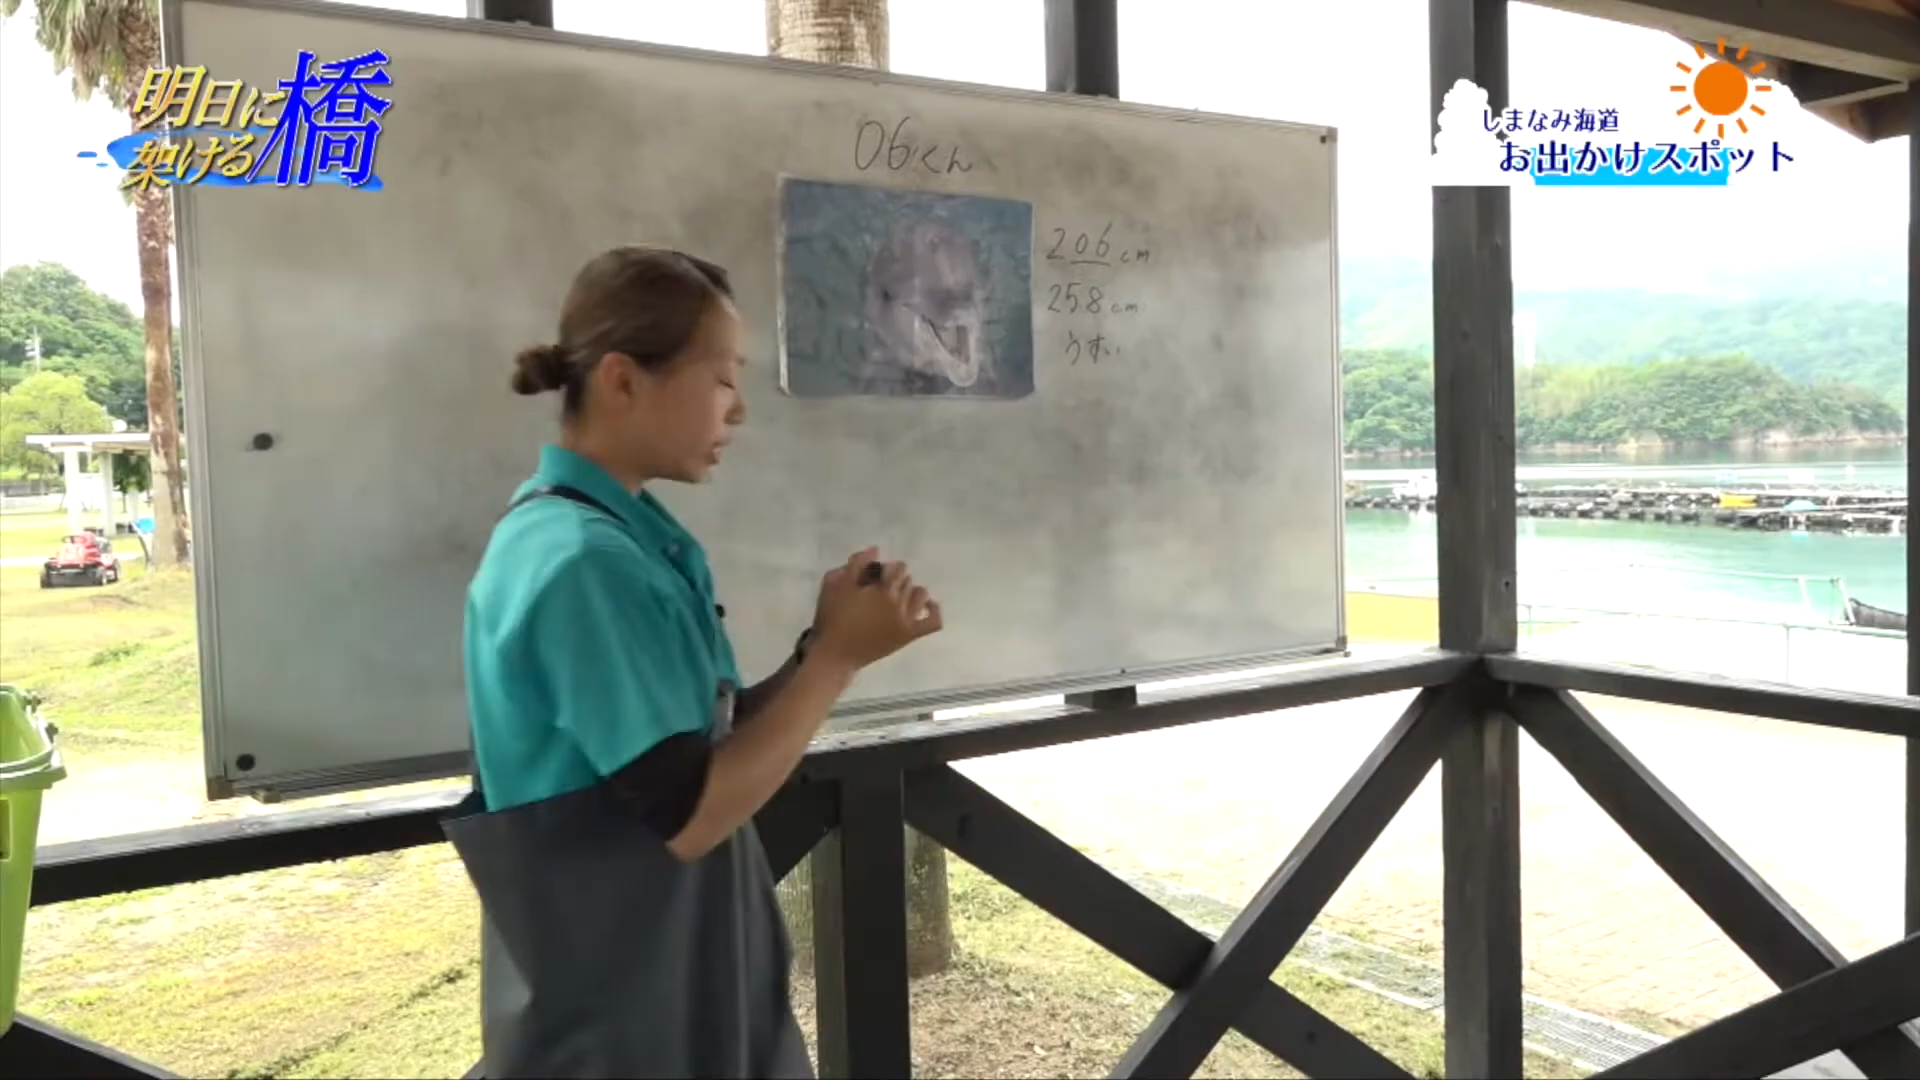 明日に
架ける橋
しまなみ海道
お出かけスポット
06くん
206cm
258cm
うすい